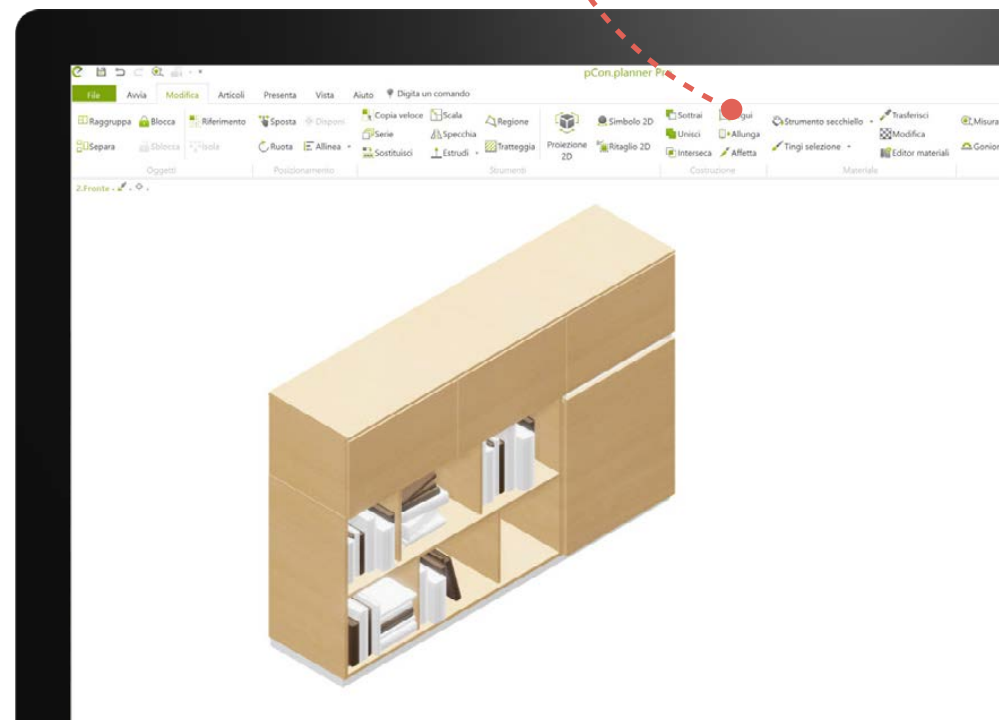 pCon.planner
File Avvia Modifica Articoli Presenta Vista Aiuto Digita un comando
Raggruppa Blocca Riferimento Sposta Disponi Copia veloce Scala Regione Simbolo 2D Sottrai Strumento secchiello Trasferisci
Serie Specchia Unisci Allunga Modifica
Separa Sblocca Isola Ruota Allinea Sostituisci Estrudi Tratteggia Proiezione 2D Ritaglio 2D Interseca Affetta Tingi selezione Editor materiali
Oggetti Posizionamento Strumenti Costruzione Materiale
2.Fronte